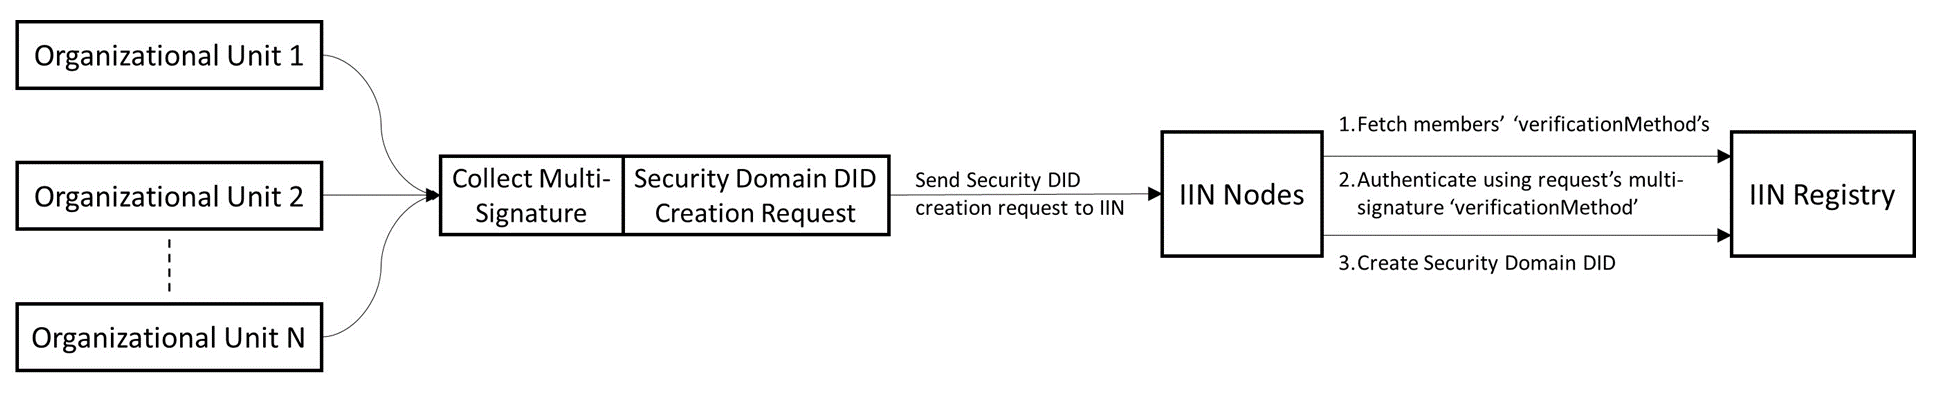 Organizational Unit 1
Organizational Unit 2
Organizational Unit N
Collect Multi-
Signature
Security Domain DID
Creation Request
Send Security DID
creation request to IIN
IIN Nodes
1.Fetch members’ ‘verificationMethod’s
2.Authenticate using request’s multi-
signature ‘verificationMethod’
3.Create Security Domain DID
IIN Registry